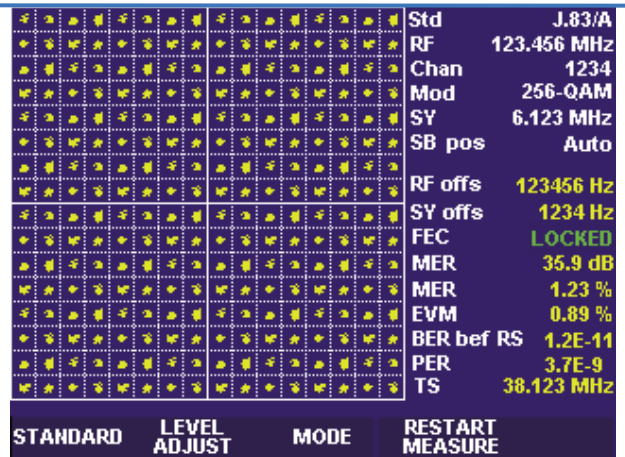 Std J.83/A
RF 123.456 MHz
Chan 1234
Mod 256-QAM
SY 6.123 MHz
SB pos Auto
RF offs 123456 Hz
SY offs 1234 Hz
FEC LOCKED
MER 35.9 dB
MER 1.23 %
EVM 0.89 %
BER bef RS 1.2E-11
PER 3.7E-9
TS 38.123 MHz
STANDARD LEVEL ADJUST MODE RESTART MEASURE